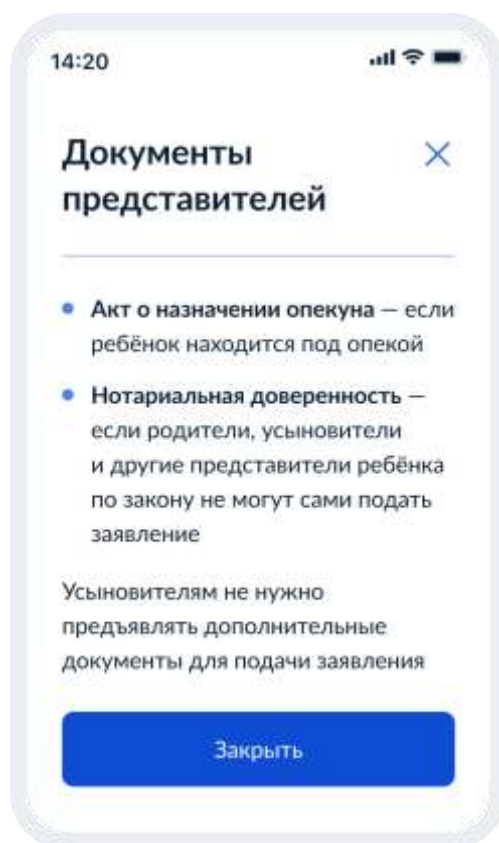 14:20
Документы
представителей
Акт о назначении опекуна — если
ребёнок находится под опекой
Нотариальная доверенность —
если родители, усыновители
и другие представители ребёнка
по закону не могут сами подать
заявление
Усыновителям не нужно
предъявлять дополнительные
документы для подачи заявления
Закрыть